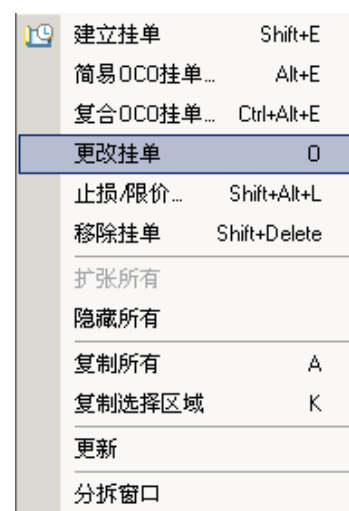 建立挂单 Shift+E
简易OCO挂单... Alt+E
复合OCO挂单... Ctrl+Alt+E
更改挂单 O
止损/限价... Shift+Alt+L
移除挂单 Shift+Delete
扩张所有
隐藏所有
复制所有 A
复制选择区域 K
更新
分拆窗口